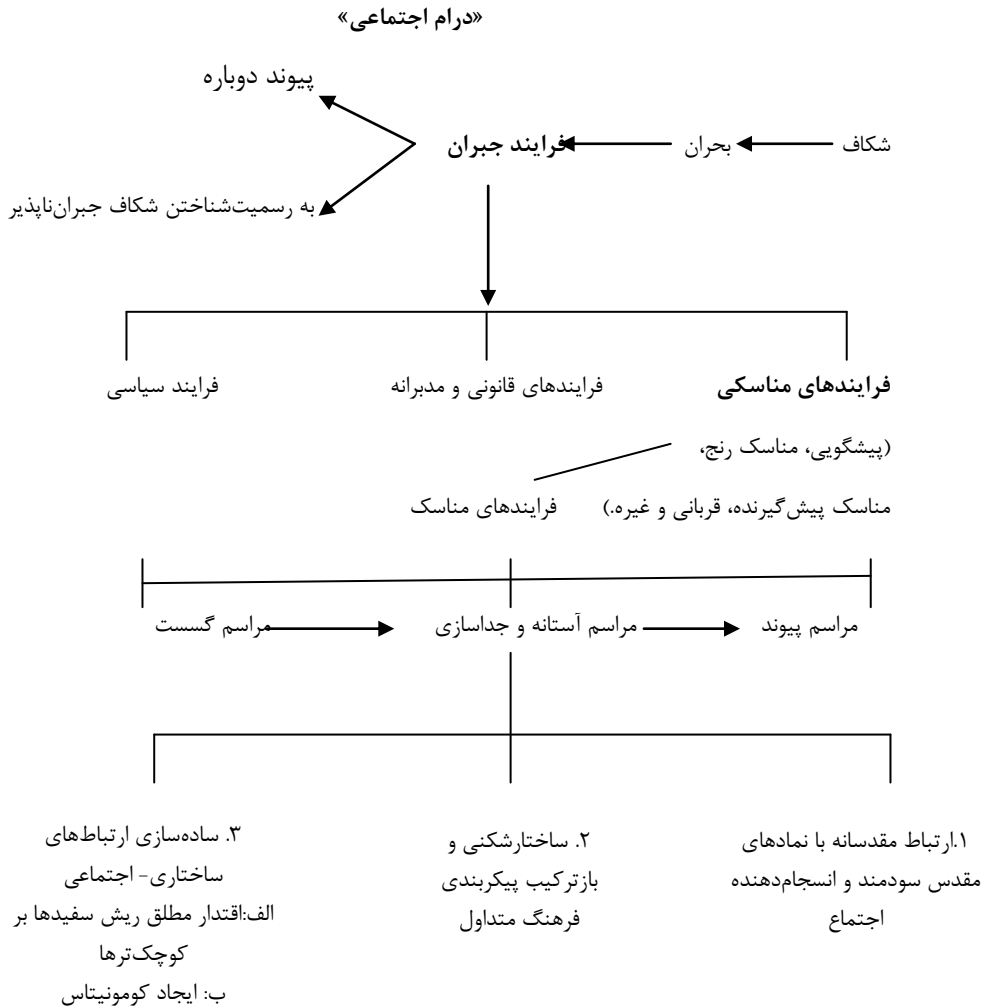 «درام اجتماعی»
پیوند دوباره
شکاف
بحران
فرایند جبران
به رسمیت‌شناختن شکاف جبران‌ناپذیر
فرایندهای مناسکی
فرایندهای قانونی و مدبرانه
فرایند سیاسی
(پیشگویی، مناسک رنج،
مناسک پیش‌گیرنده، قربانی و غیره.)
فرایندهای مناسک
مراسم پیوند
مراسم آستانه و جداسازی
مراسم گسست
۱.ارتباط مقدسانه با نمادهای
مقدس سودمند و انسجام‌دهنده
اجتماع
۲. ساختارشکنی و
بازترکیب پیکربندی
فرهنگ متداول
۳. ساده‌سازی ارتباط‌های
ساختاری- اجتماعی
الف:اقتدار مطلق ریش سفیدها بر
کوچک‌ترها
ب: ایجاد کومونیتاس